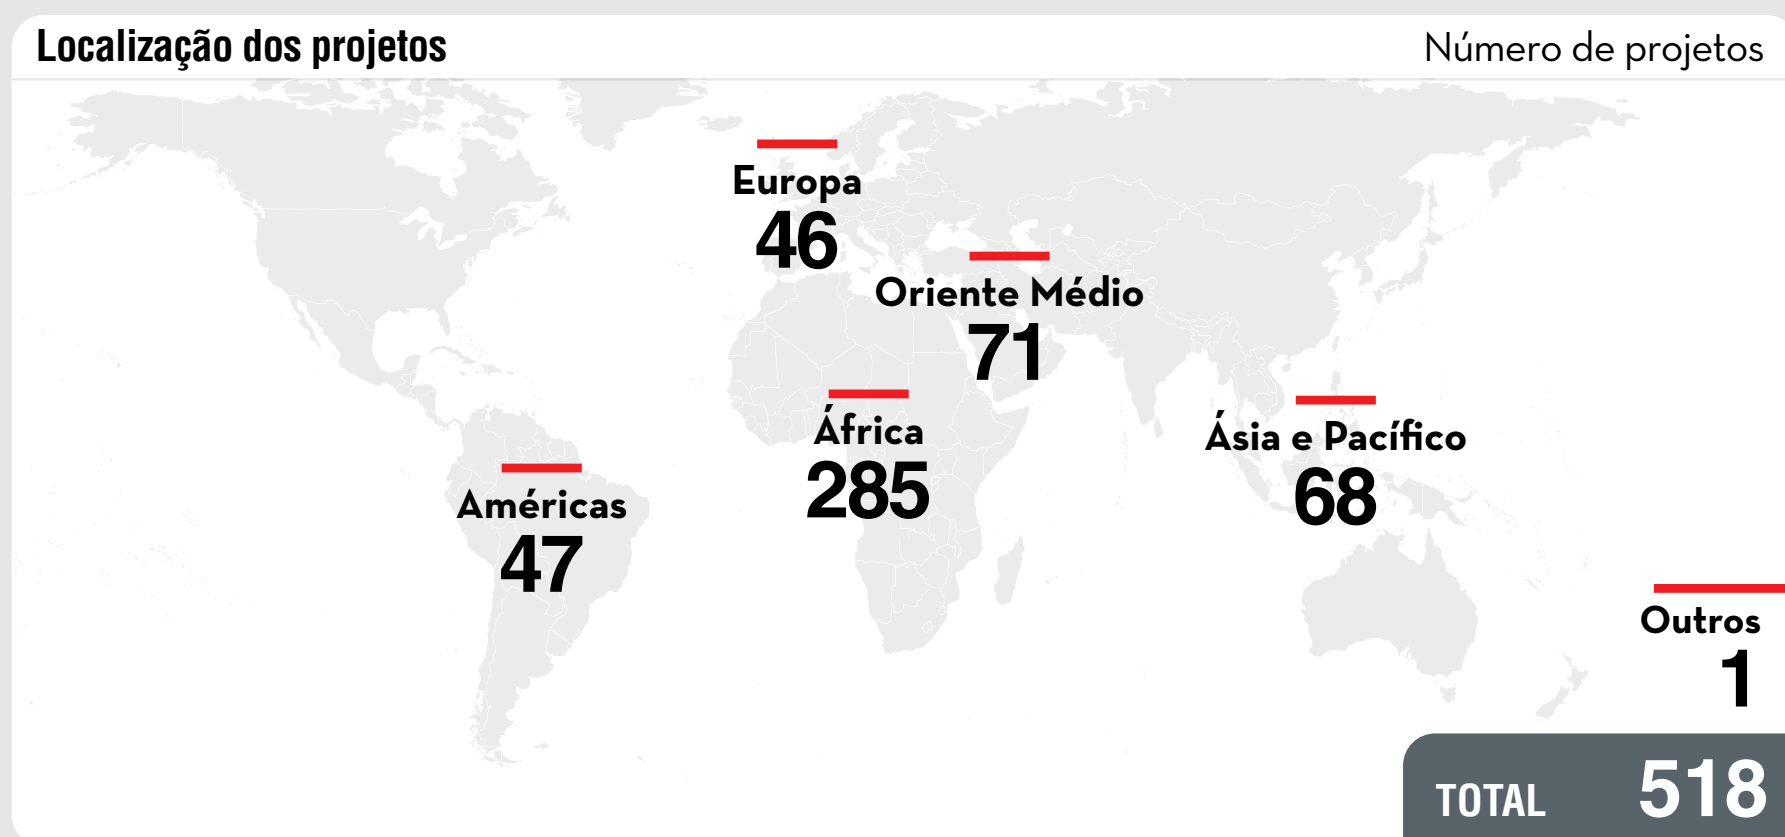 Localização dos projetos
Número de projetos
Europa
46
Oriente Médio
71
África
285
Ásia e Pacífico
68
Américas
47
Outros
1
TOTAL 518